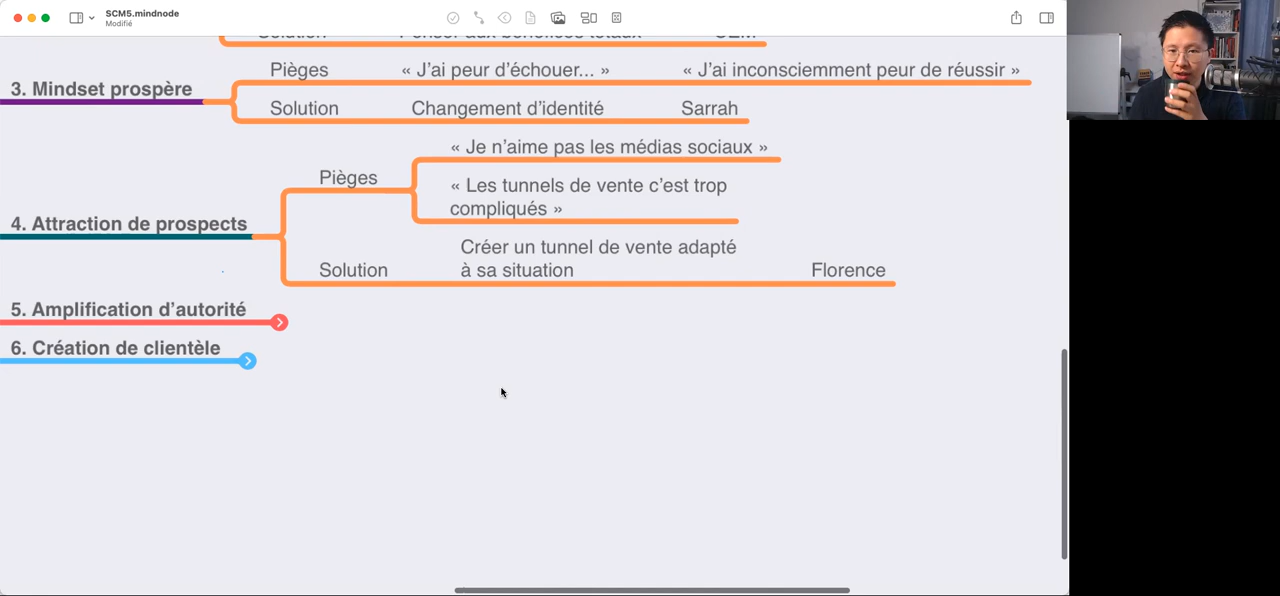 SCM5.mindnode
Modifié
3. Mindset prospère
Pièges
« J’ai peur d’échouer... »
« J’ai inconsciemment peur de réussir »
Solution
Changement d’identité
Sarrah
4. Attraction de prospects
Pièges
« Je n’aime pas les médias sociaux »
« Les tunnels de vente c’est trop
compliqués »
Solution
Créer un tunnel de vente adapté
à sa situation
Florence
5. Amplification d’autorité
6. Création de clientèle